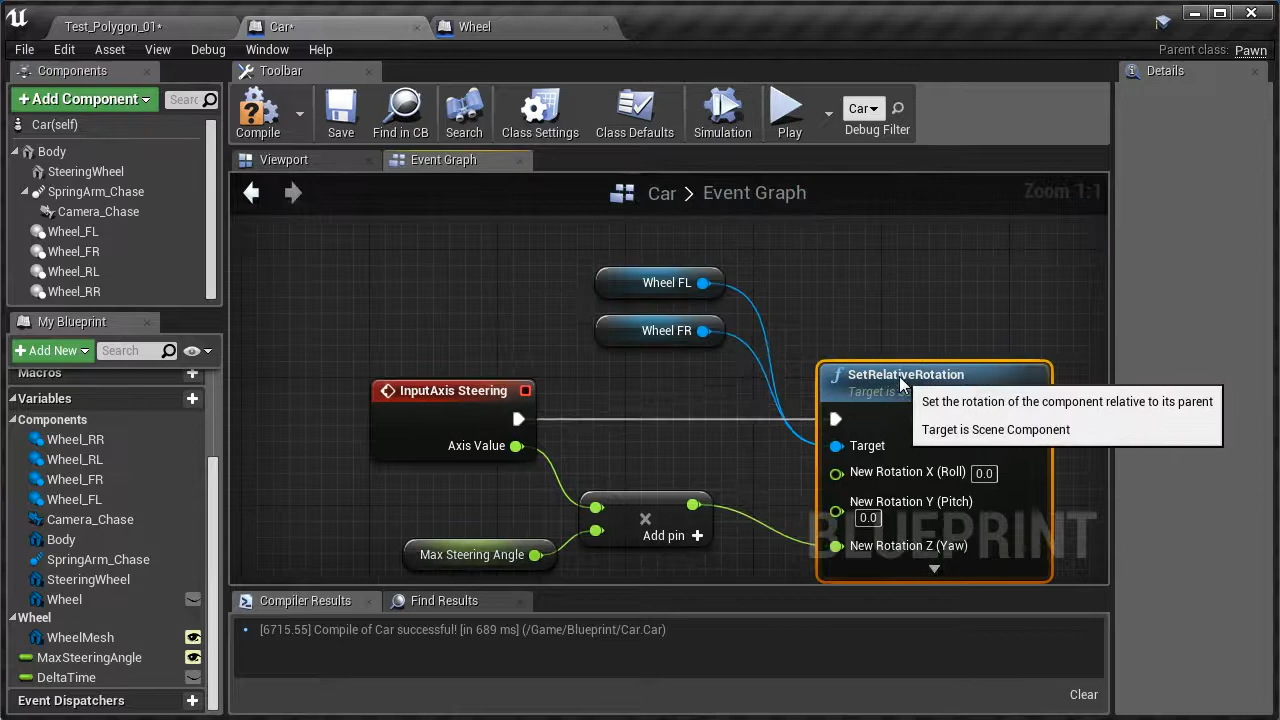 Test_Polygon_01*
Car*
Wheel
File Edit Asset View Debug Window Help
Parent class: Pawn
Components
Toolbar
Details
+Add Component
Searc
Car(self)
Body
SteeringWheel
SpringArm_Chase
Camera_Chase
Wheel_FL
Wheel_FR
Wheel_RL
Wheel_RR
Compile
Save
Find in CB
Search
Class Settings
Class Defaults
Simulation
Play
Car
Debug Filter
Viewport
Event Graph
Car > Event Graph
Zoom 1:1
My Blueprint
+Add New
Search
Macros
Variables
Components
Wheel_RR
Wheel_RL
Wheel_FR
Wheel_FL
Camera_Chase
Body
SpringArm_Chase
SteeringWheel
Wheel
Wheel
WheelMesh
MaxSteeringAngle
DeltaTime
Event Dispatchers
Wheel FL
Wheel FR
InputAxis Steering
Axis Value
Max Steering Angle
Add pin +
f SetRelativeRotation
Target is S
Set the rotation of the component relative to its parent
Target is Scene Component
Target
New Rotation X (Roll) 0.0
New Rotation Y (Pitch)
0.0
New Rotation Z (Yaw)
BLUEPRINT
Compiler Results
Find Results
[6715.55] Compile of Car successful! [in 689 ms] (/Game/Blueprint/Car.Car)
Clear